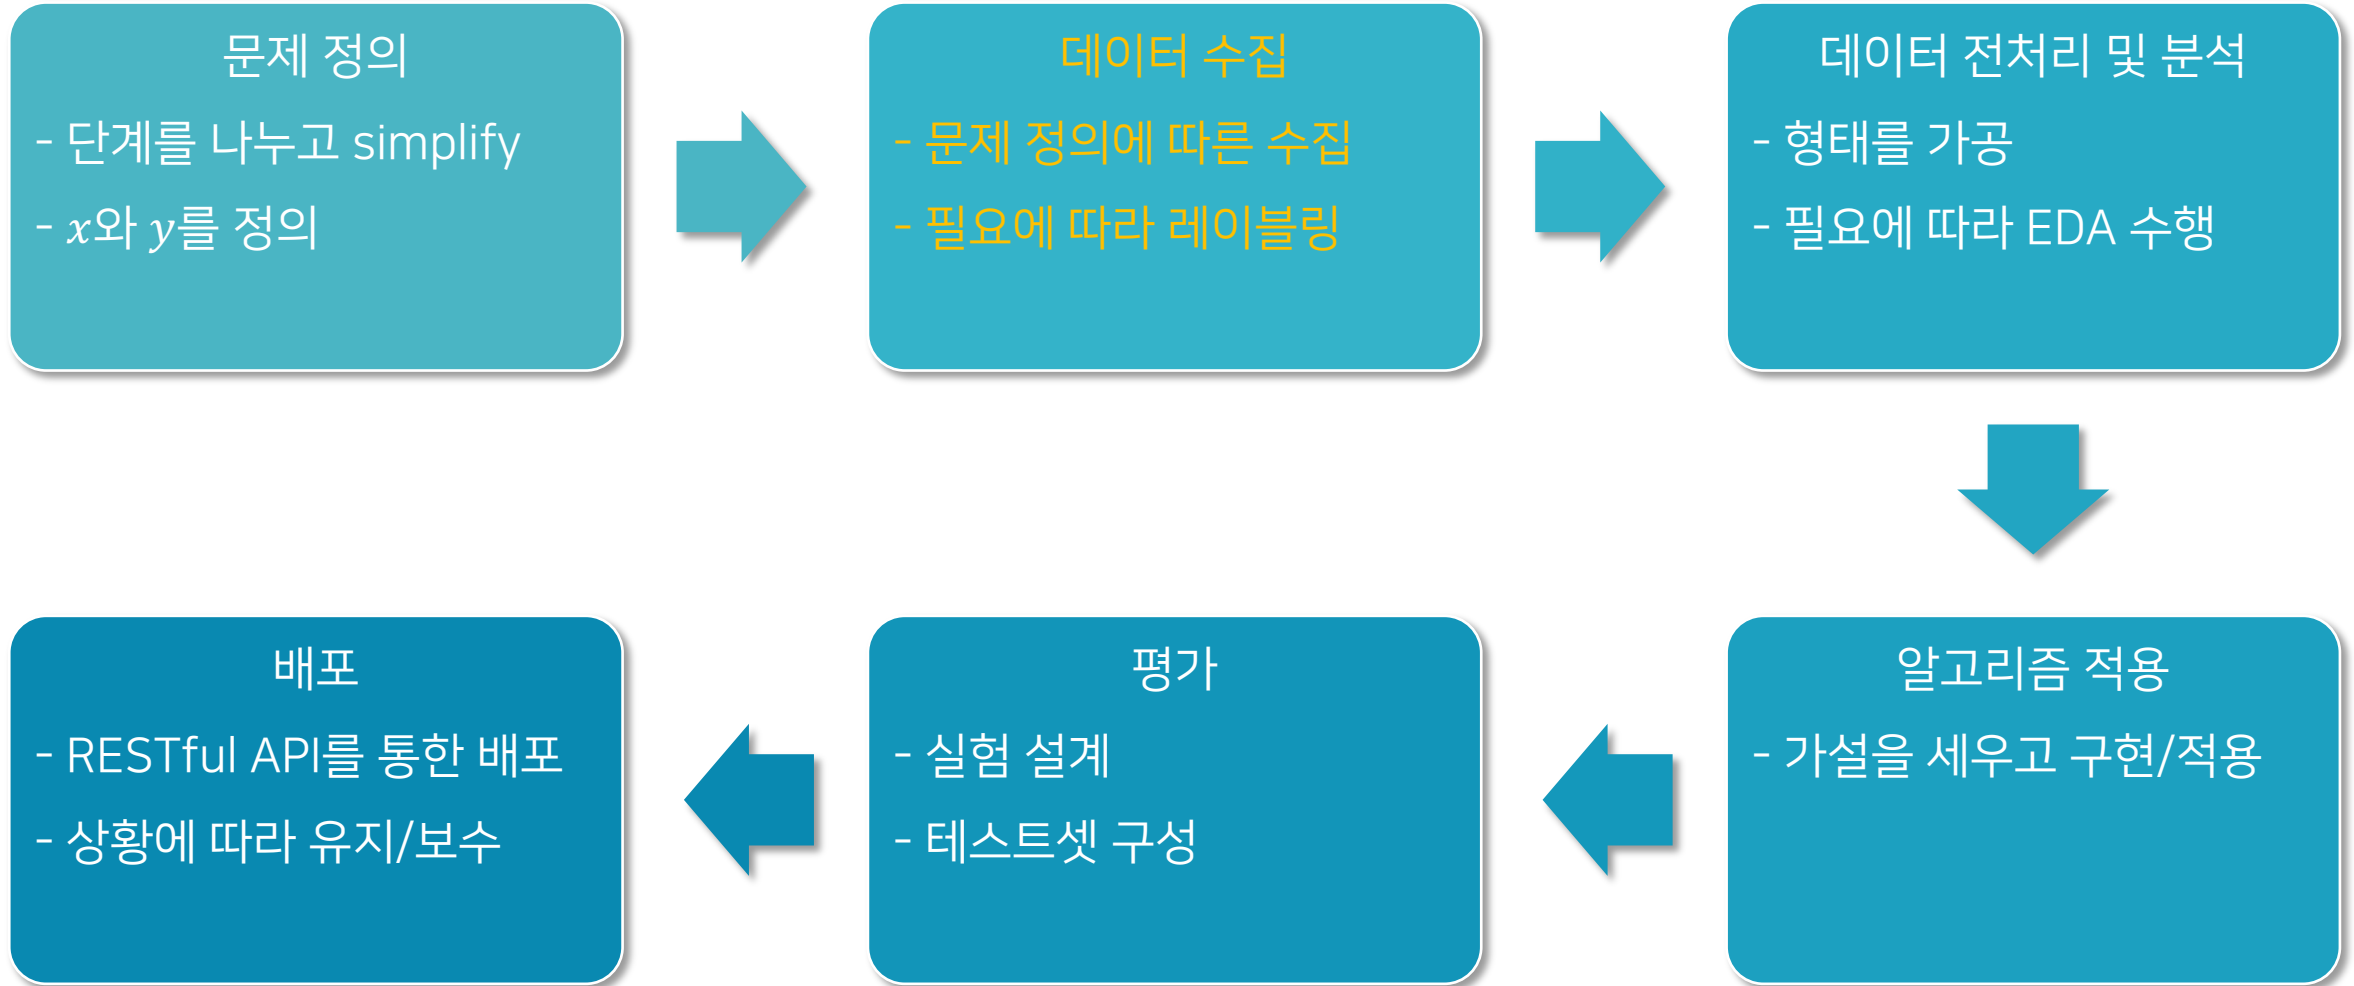 문제 정의
- 단계를 나누고 simplify
- x와 y를 정의
데이터 수집
- 문제 정의에 따른 수집
- 필요에 따라 레이블링
데이터 전처리 및 분석
- 형태를 가공
- 필요에 따라 EDA 수행
알고리즘 적용
- 가설을 세우고 구현/적용
평가
- 실험 설계
- 테스트셋 구성
배포
- RESTful API를 통한 배포
- 상황에 따라 유지/보수